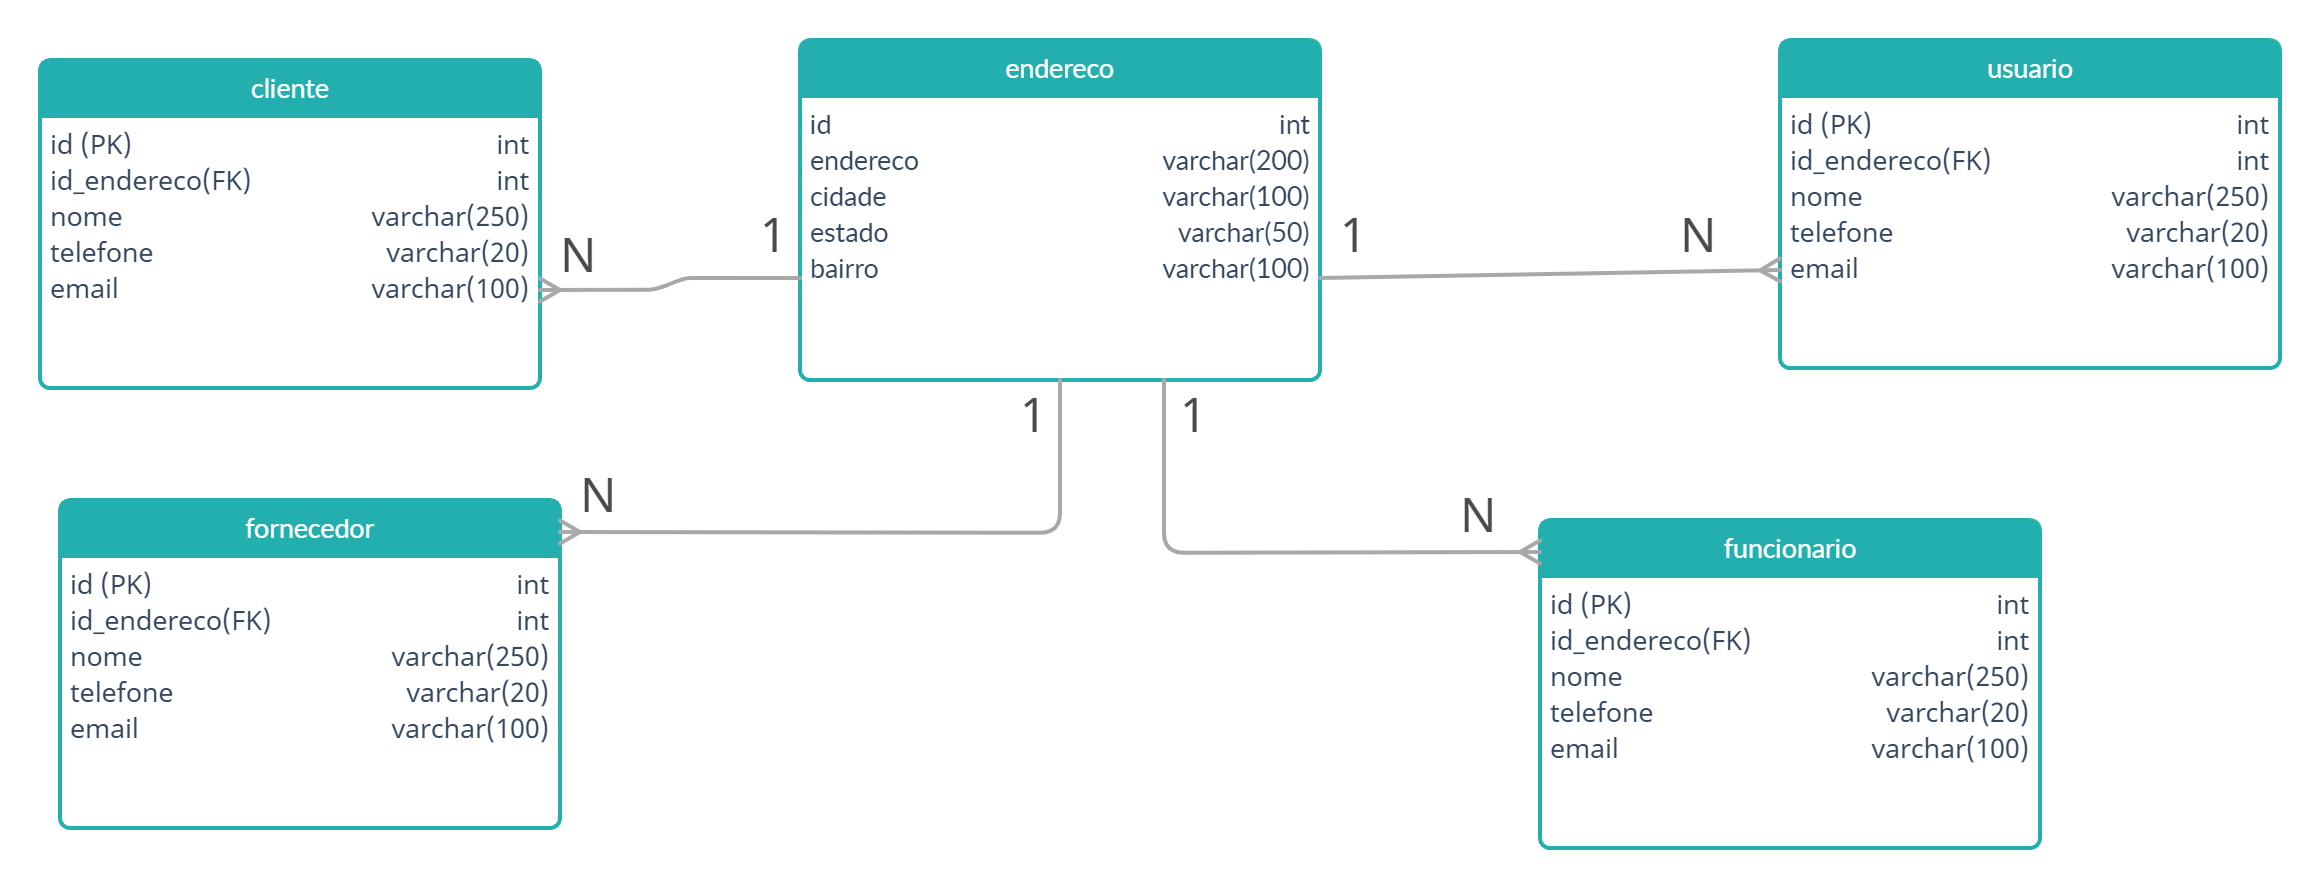 cliente
id (PK) int
id_endereco(FK) int
nome varchar(250)
telefone varchar(20)
email varchar(100)
N
1
endereco
id int
endereco varchar(200)
cidade varchar(100)
estado varchar(50)
bairro varchar(100)
1
N
usuario
id (PK) int
id_endereco(FK) int
nome varchar(250)
telefone varchar(20)
email varchar(100)
1
1
N
fornecedor
id (PK) int
id_endereco(FK) int
nome varchar(250)
telefone varchar(20)
email varchar(100)
N
funcionario
id (PK) int
id_endereco(FK) int
nome varchar(250)
telefone varchar(20)
email varchar(100)